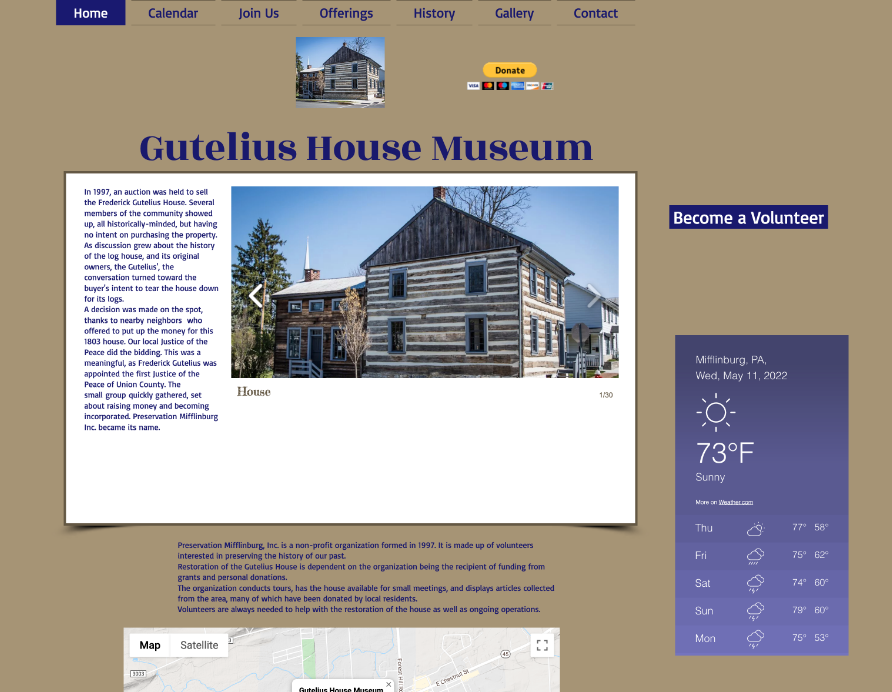 Home Calendar Join Us Offerings History Gallery Contact
Donate
VISA
Gutelius House Museum
In 1997, an auction was held to sell
the Frederick Gutelius House. Several
members of the community showed
up, all historically-minded, but having
no intent on purchasing the property.
As discussion grew about the history
of the log house, and its original
owners, the Gutelius', the
conversation turned toward the
buyer's intent to tear the house down
for its logs.
A decision was made on the spot,
thanks to nearby neighbors who
offered to put up the money for this
1803 house. Our local Justice of the
Peace did the bidding. This was a
meaningful, as Frederick Gutelius was
appointed the first Justice of the
Peace of Union County. The
small group quickly gathered, set
about raising money and becoming
incorporated. Preservation Mifflinburg
Inc. became its name.
House
1/30
Become a Volunteer
Mifflinburg, PA,
Wed, May 11, 2022
73°F
Sunny
More on Weather.com
Thu 77° 58°
Fri 75° 62°
Sat 74° 60°
Sun 79° 60°
Mon 75° 53°
Preservation Mifflinburg, Inc. is a non-profit organization formed in 1997. It is made up of volunteers
interested in preserving the history of our past.
Restoration of the Gutelius House is dependent on the organization being the recipient of funding from
grants and personal donations.
The organization conducts tours, has the house available for small meetings, and displays articles collected
from the area, many of which have been donated by local residents.
Volunteers are always needed to help with the restoration of the house as well as ongoing operations.
Map Satellite
3003
45
Forest Hill
E Chestnut St
Gutelius House Museum